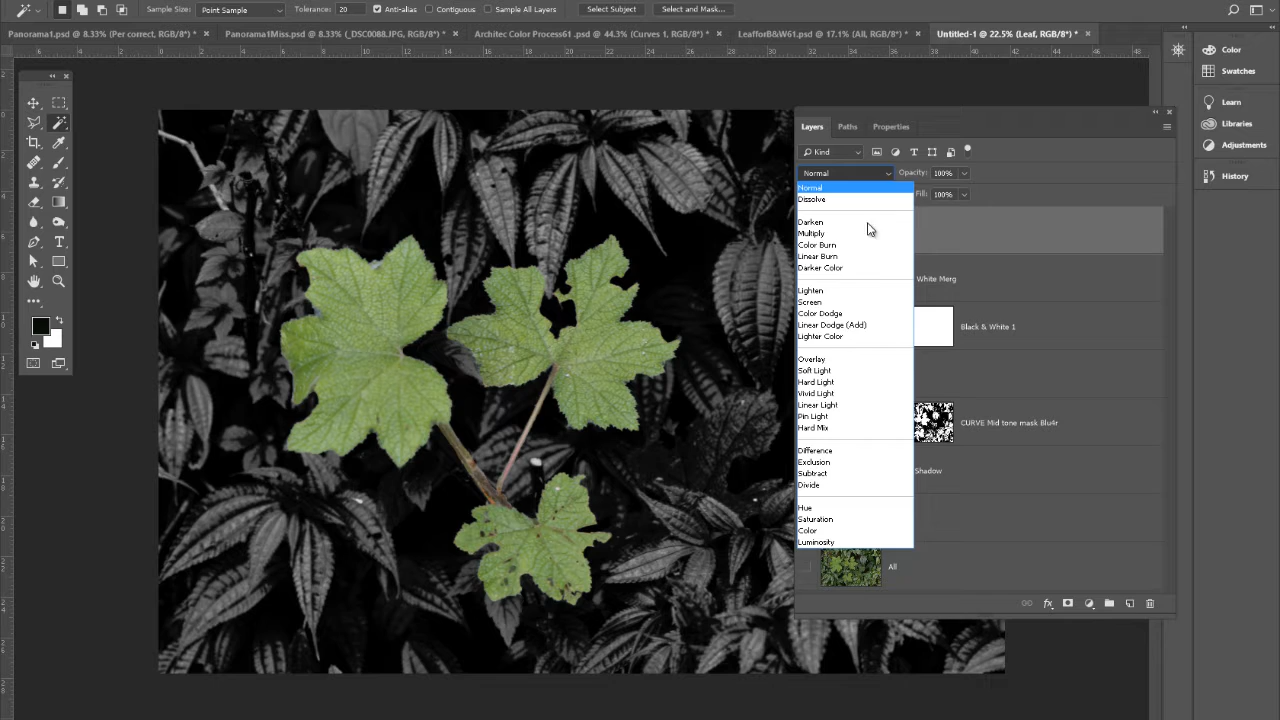 Sample Size: Point Sample Tolerance: 20 Anti-alias Contiguous Sample All Layers Select Subject Select and Mask...
Panorama1.psd @ 8.33% (Per correct, RGB/8*) * × Panorama1Miss.psd @ 8.33% (_DSC0088.JPG, RGB/8*) * × Architec Color Process61 .psd @ 44.3% (Curves 1, RGB/8*) * × LeafforB&W61.psd @ 17.1% (All, RGB/8*) * × Untitled-1 @ 22.5% (Leaf, RGB/8*) * ×
Color
Swatches
Learn
Libraries
Adjustments
History
Layers Paths Properties
Kind
Normal Opacity: 100%
Fill: 100%
Normal
Dissolve
Darken
Multiply
Color Burn
Linear Burn
Darker Color
Lighten
Screen
Color Dodge
Linear Dodge (Add)
Lighter Color
Overlay
Soft Light
Hard Light
Vivid Light
Linear Light
Pin Light
Hard Mix
Difference
Exclusion
Subtract
Divide
Hue
Saturation
Color
Luminosity
White Merg
Black & White 1
CURVE Mid tone mask Blu4r
Shadow
All